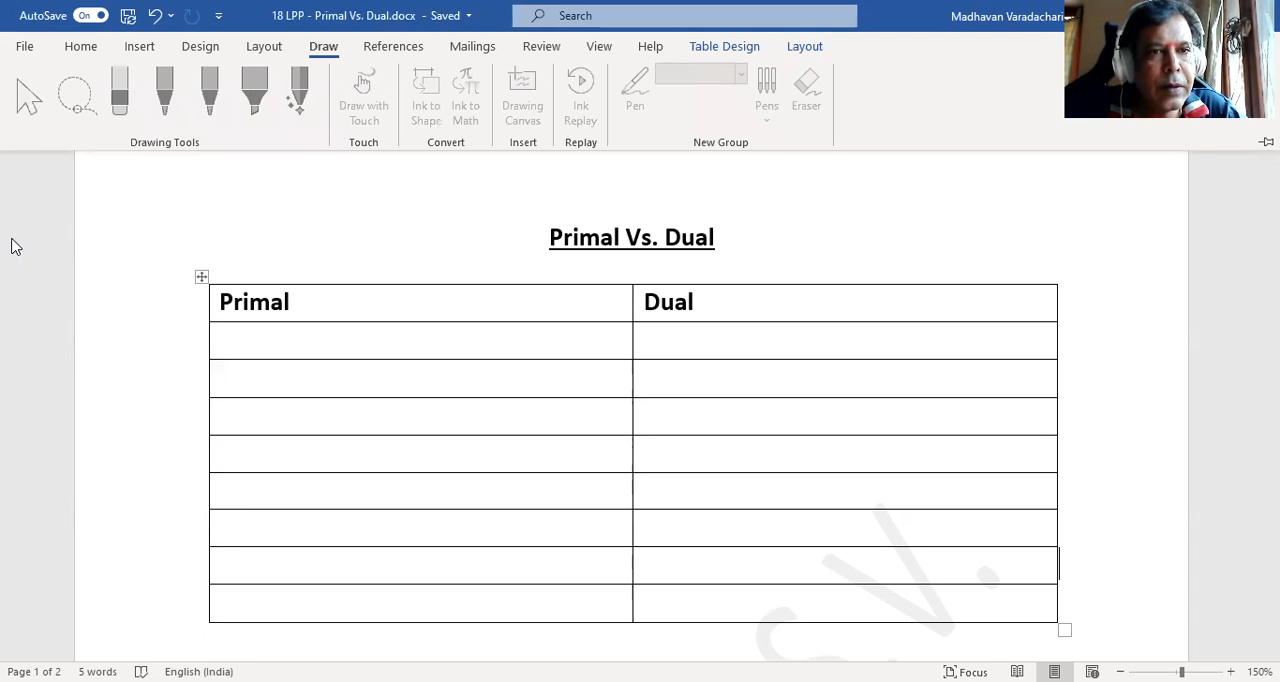 AutoSave On 18 LPP - Primal Vs. Dual.docx - Saved Search Madhavan Varadachari
File Home Insert Design Layout Draw References Mailings Review View Help Table Design Layout
Draw with Touch
Ink to Shape
Ink to Math
Drawing Canvas
Ink Replay
Pen
Pens
Eraser
Drawing Tools Touch Convert Insert Replay New Group
Primal Vs. Dual
Primal Dual
S.V.
Page 1 of 2 5 words English (India) Focus 150%